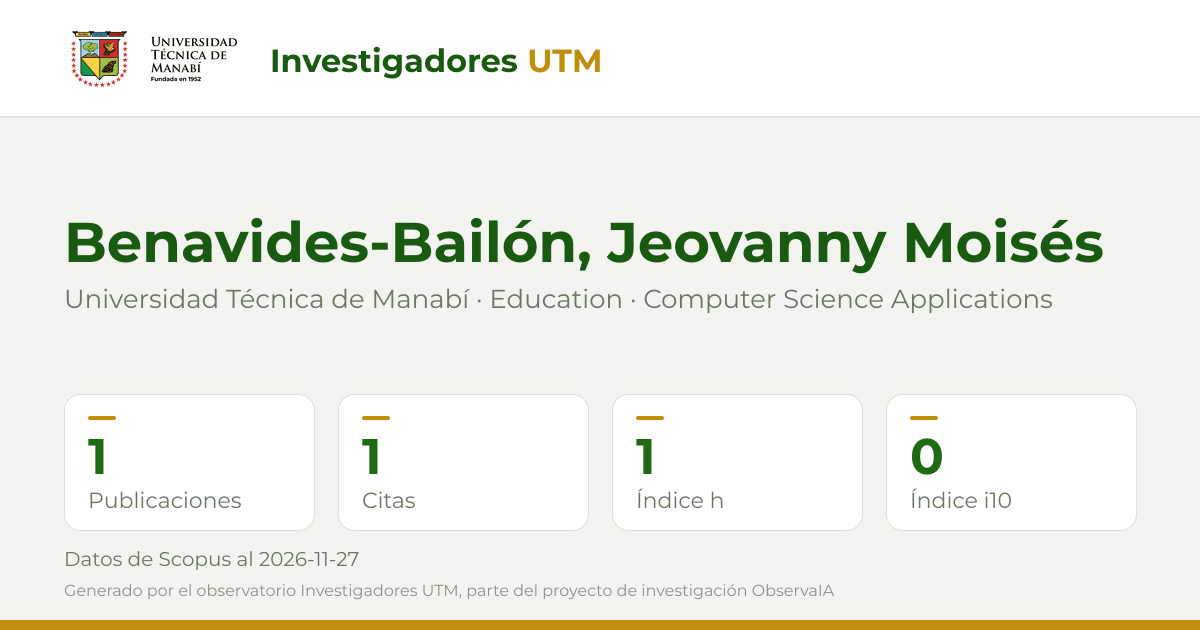 UNIVERSIDAD
TÉCNICA DE
MANABÍ
Fundada en 1952
Investigadores UTM
Benavides-Bailón, Jeovanny Moisés
Universidad Técnica de Manabí · Education · Computer Science Applications
1
Publicaciones
1
Citas
1
Índice h
0
Índice i10
Datos de Scopus al 2026-11-27
Generado por el observatorio Investigadores UTM, parte del proyecto de investigación ObservaIA